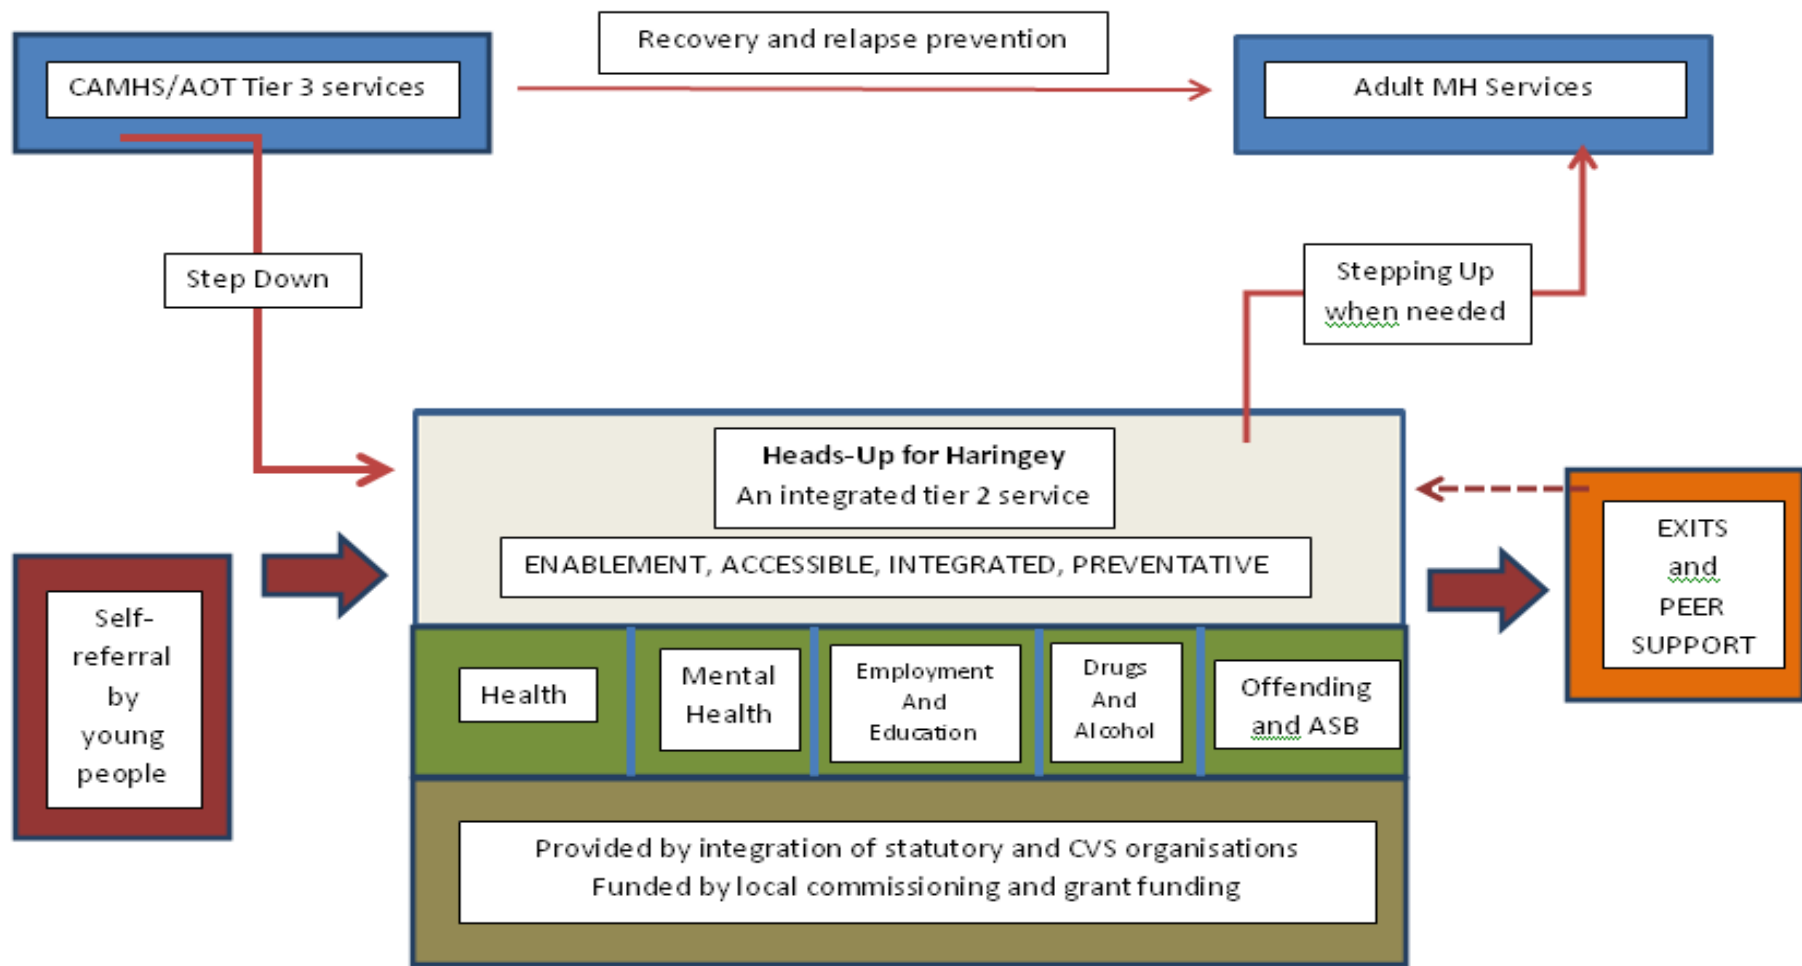 Recovery and relapse prevention
CAMHS/AOT Tier 3 services
Adult MH Services
Step Down
Stepping Up
when needed
Heads-Up for Haringey
An integrated tier 2 service
ENABLEMENT, ACCESSIBLE, INTEGRATED, PREVENTATIVE
Self-
referral
by
young
people
EXITS
and
PEER
SUPPORT
Health
Mental
Health
Employment
And
Education
Drugs
And
Alcohol
Offending
and ASB
Provided by integration of statutory and CVS organisations
Funded by local commissioning and grant funding